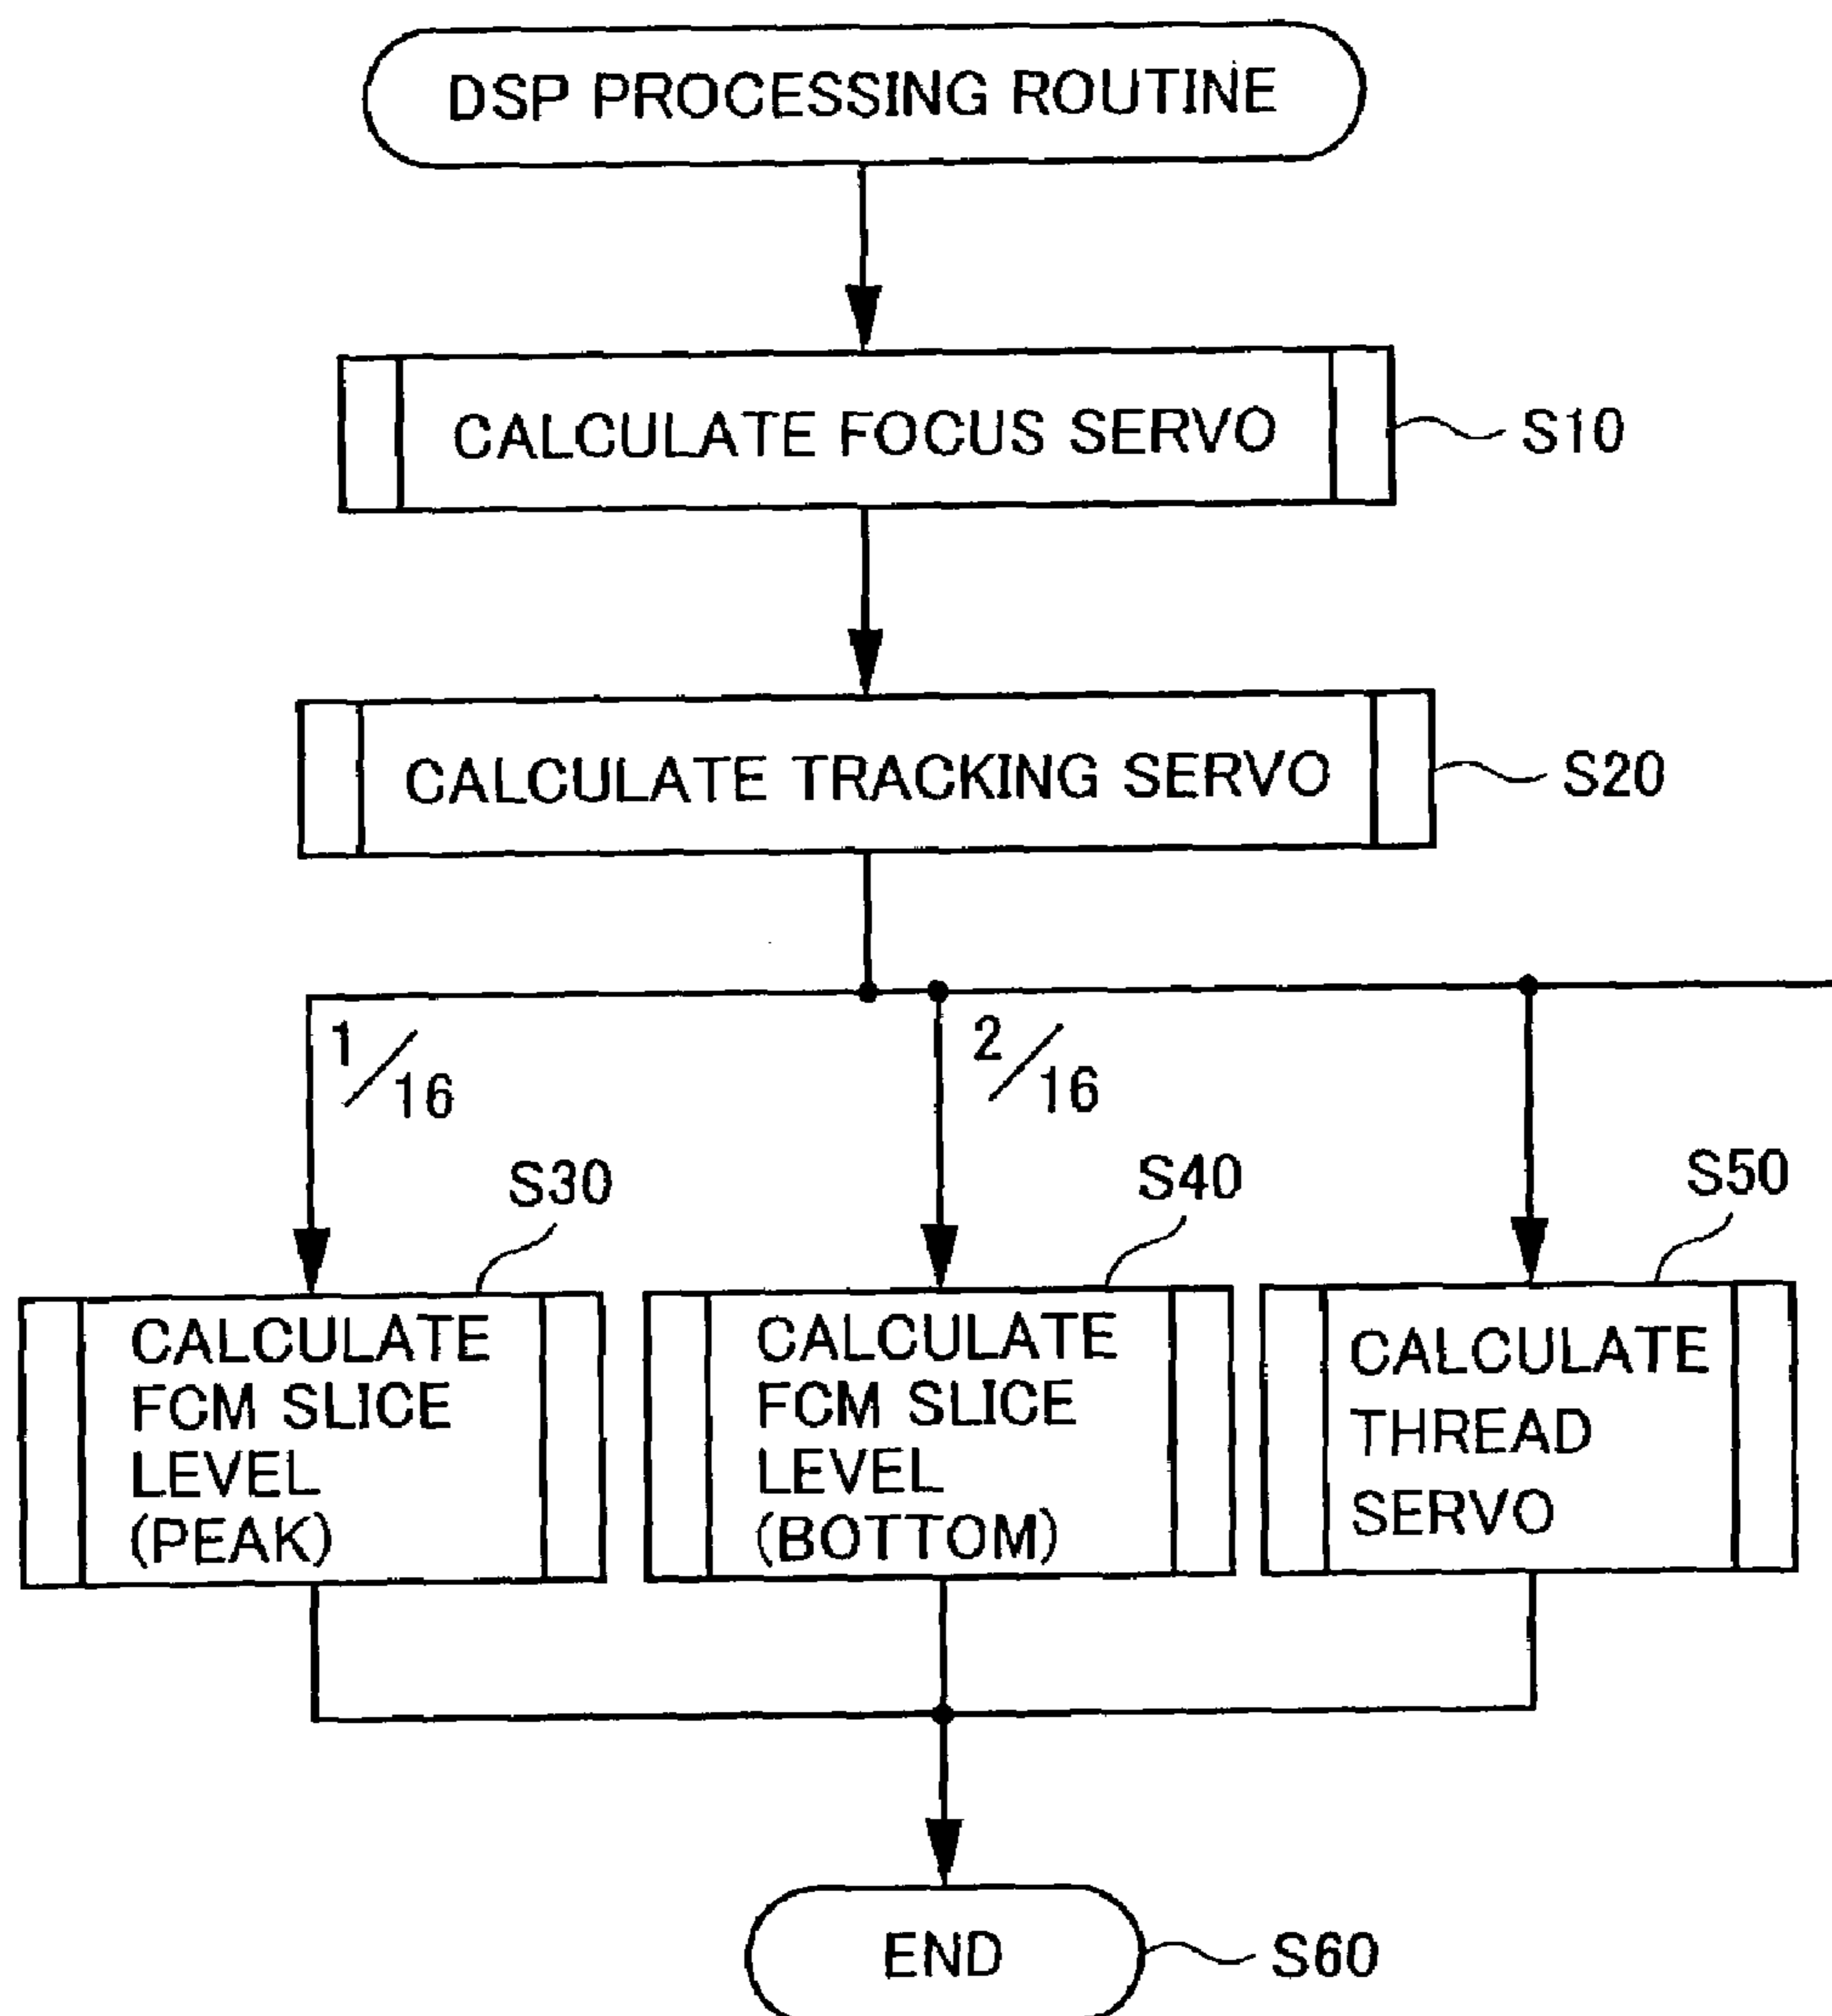 DSP PROCESSING ROUTINE
CALCULATE FOCUS SERVO
S10
CALCULATE TRACKING SERVO
S20
1/16
2/16
S30
S40
S50
CALCULATE
FCM SLICE
LEVEL
(PEAK)
CALCULATE
FCM SLICE
LEVEL
(BOTTOM)
CALCULATE
THREAD
SERVO
END
S60